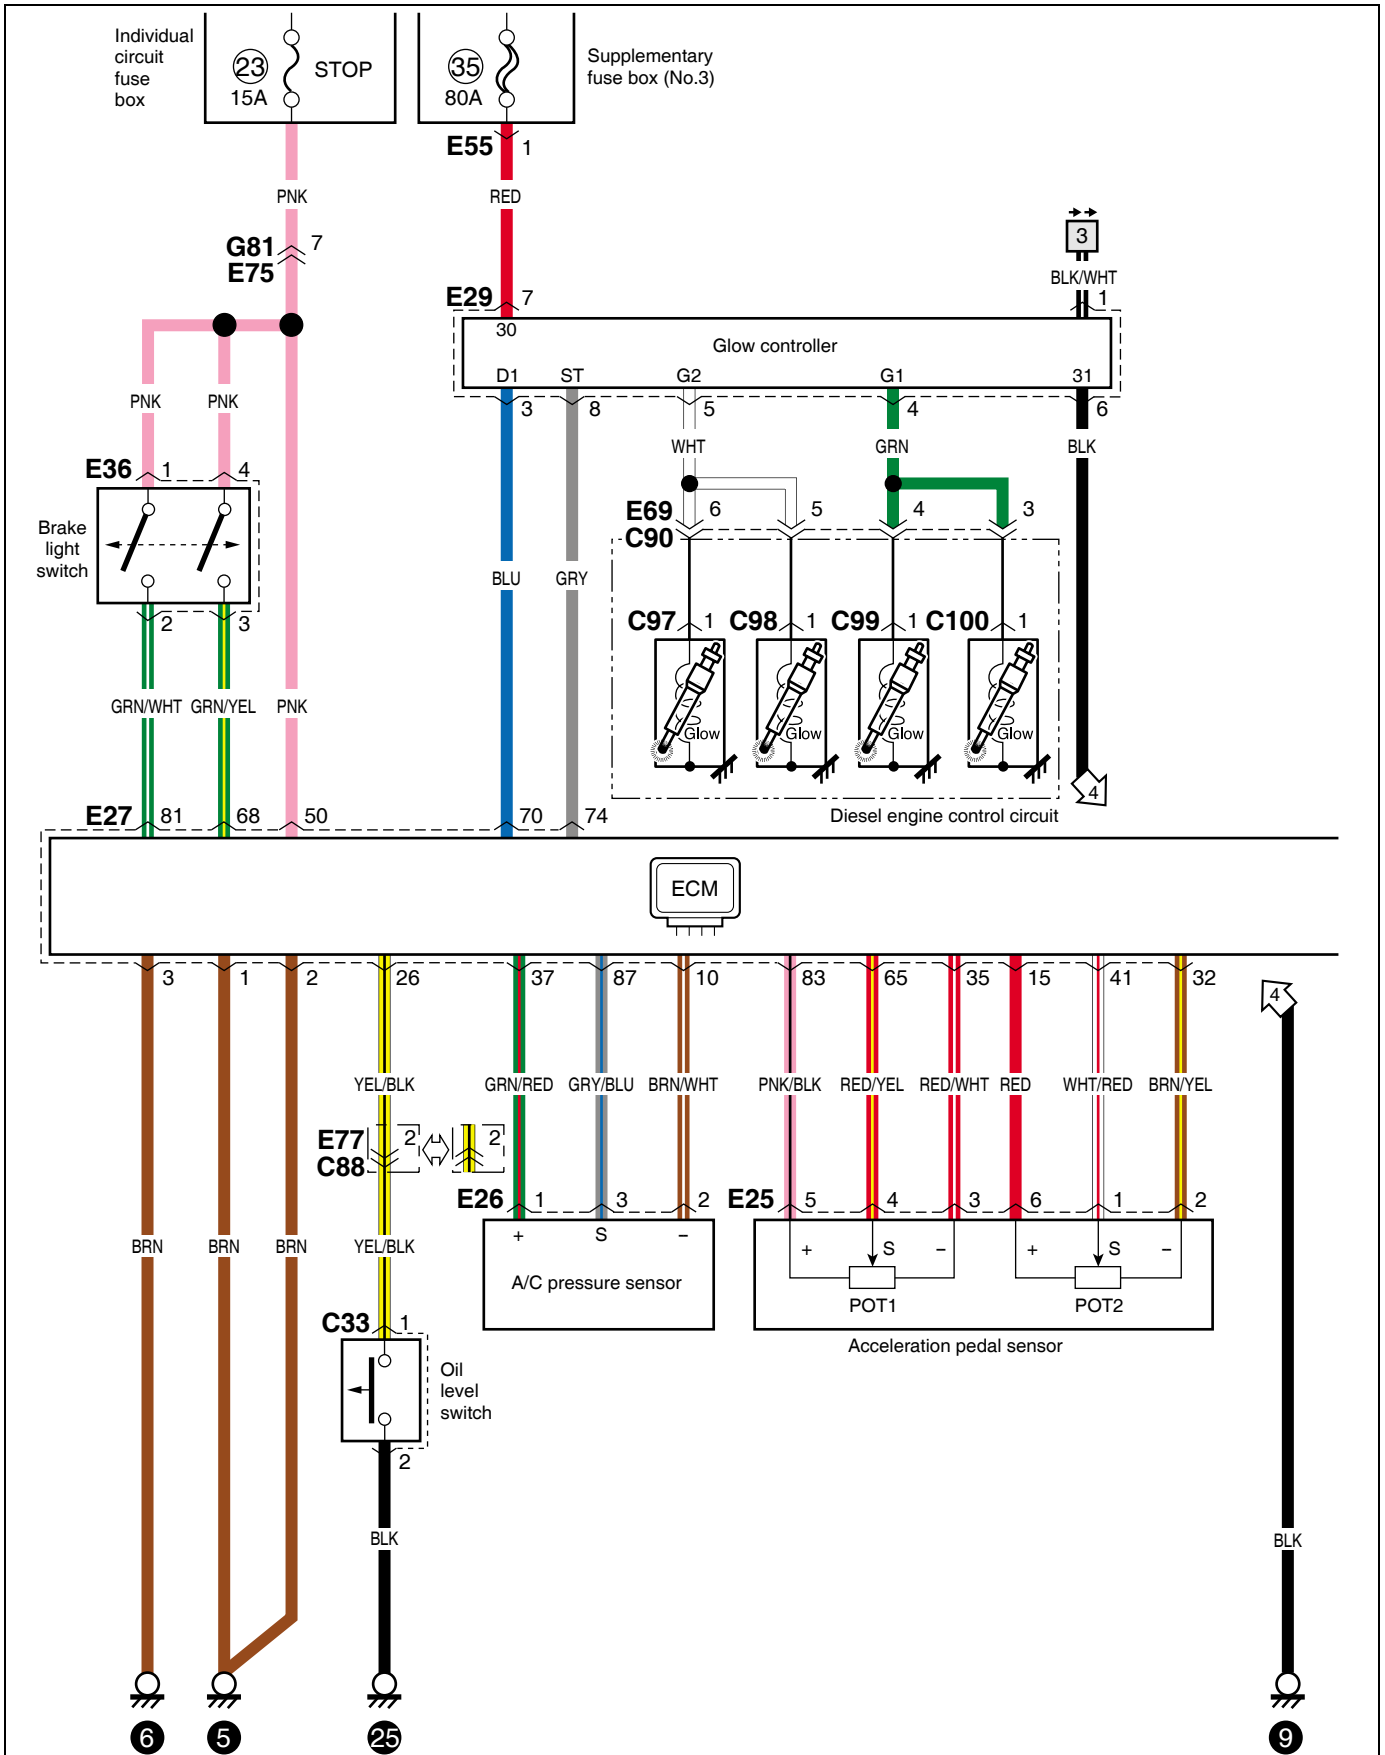 Individual
circuit
fuse
box
23
15A
STOP
35
80A
Supplementary
fuse box (No.3)
E55
1
PNK
RED
G81
7
E75
3
BLK/WHT
E29
7
1
30
Glow controller
D1
ST
G2
G1
31
3
8
5
4
6
PNK
PNK
WHT
GRN
BLK
E36
1
4
E69
6
5
4
3
C90
Brake
light
switch
BLU
GRY
2
3
C97
1
C98
1
C99
1
C100
1
GRN/WHT
GRN/YEL
PNK
Glow
Glow
Glow
Glow
4
Diesel engine control circuit
E27
81
68
50
70
74
ECM
3
1
2
26
37
87
10
83
65
35
15
41
32
4
YEL/BLK
GRN/RED
GRY/BLU
BRN/WHT
PNK/BLK
RED/YEL
RED/WHT
RED
WHT/RED
BRN/YEL
E77
2
2
C88
E26
1
3
2
E25
5
4
3
6
1
2
BRN
BRN
BRN
YEL/BLK
+
S
−
+
S
−
+
S
−
A/C pressure sensor
POT1
POT2
C33
1
Acceleration pedal sensor
Oil
level
switch
2
BLK
BLK
6
5
25
9